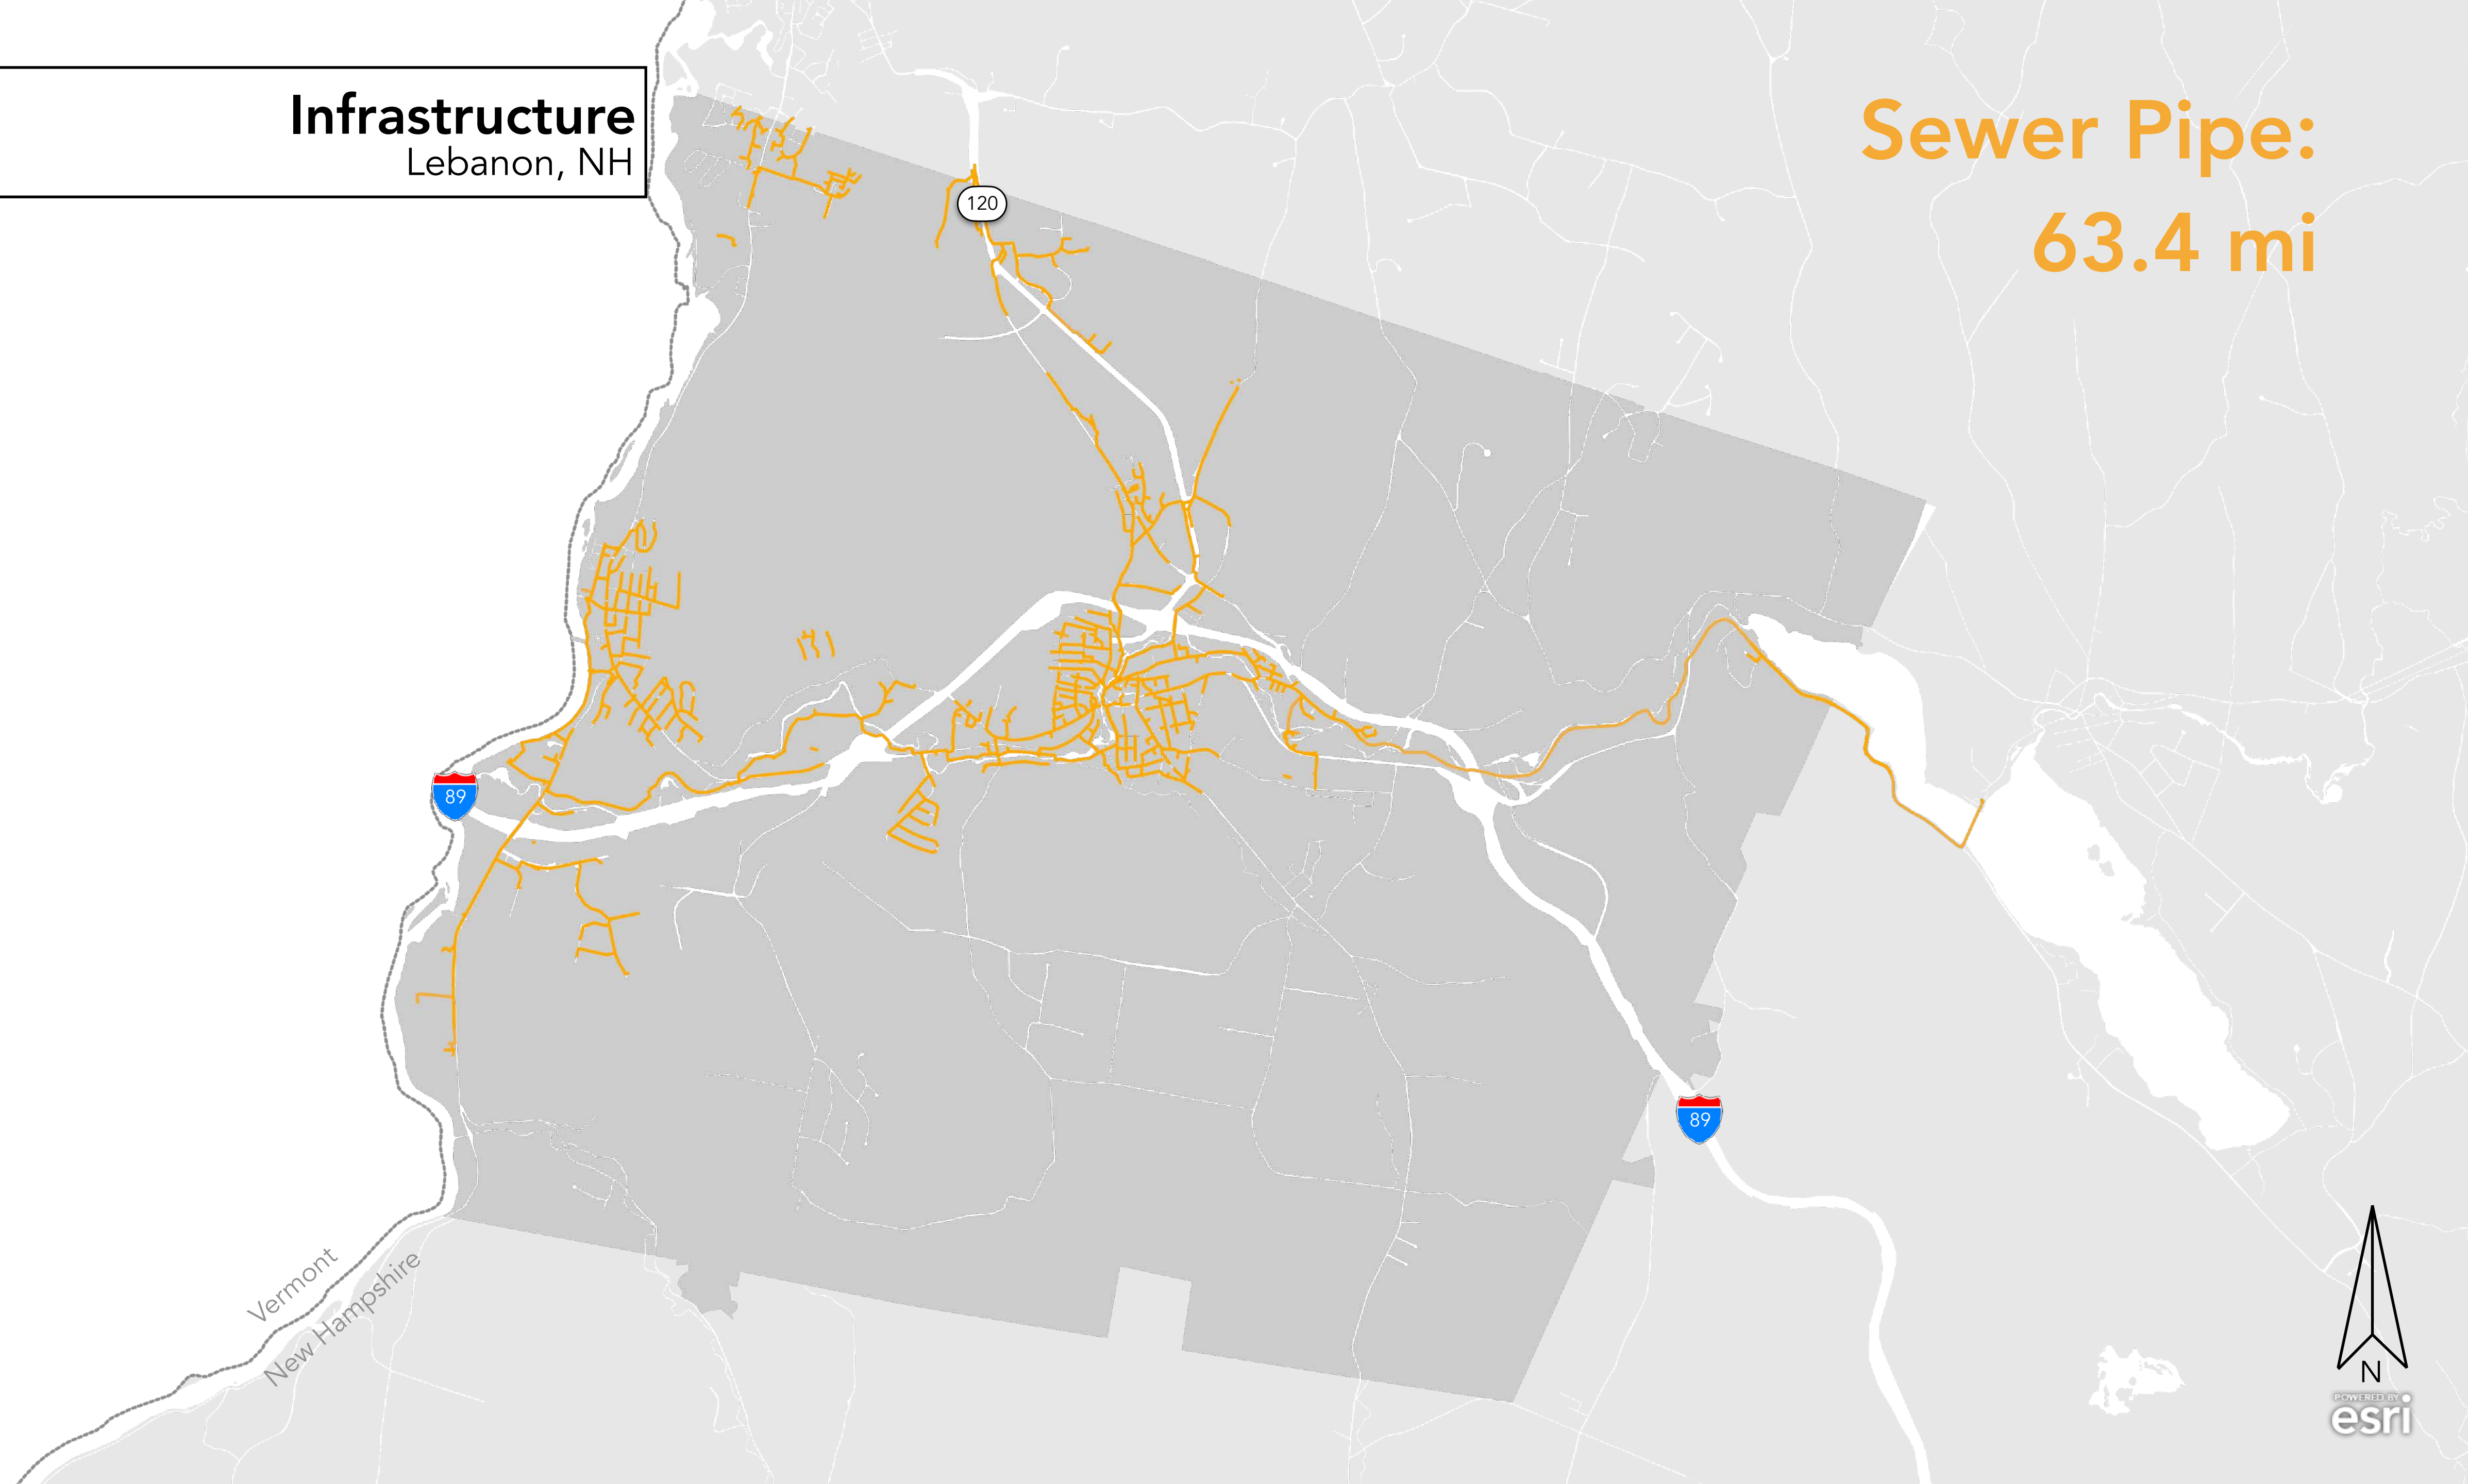 Infrastructure
Lebanon, NH
Sewer Pipe:
63.4 mi
120
89
89
Vermont
New Hampshire
N
POWERED BY
esri